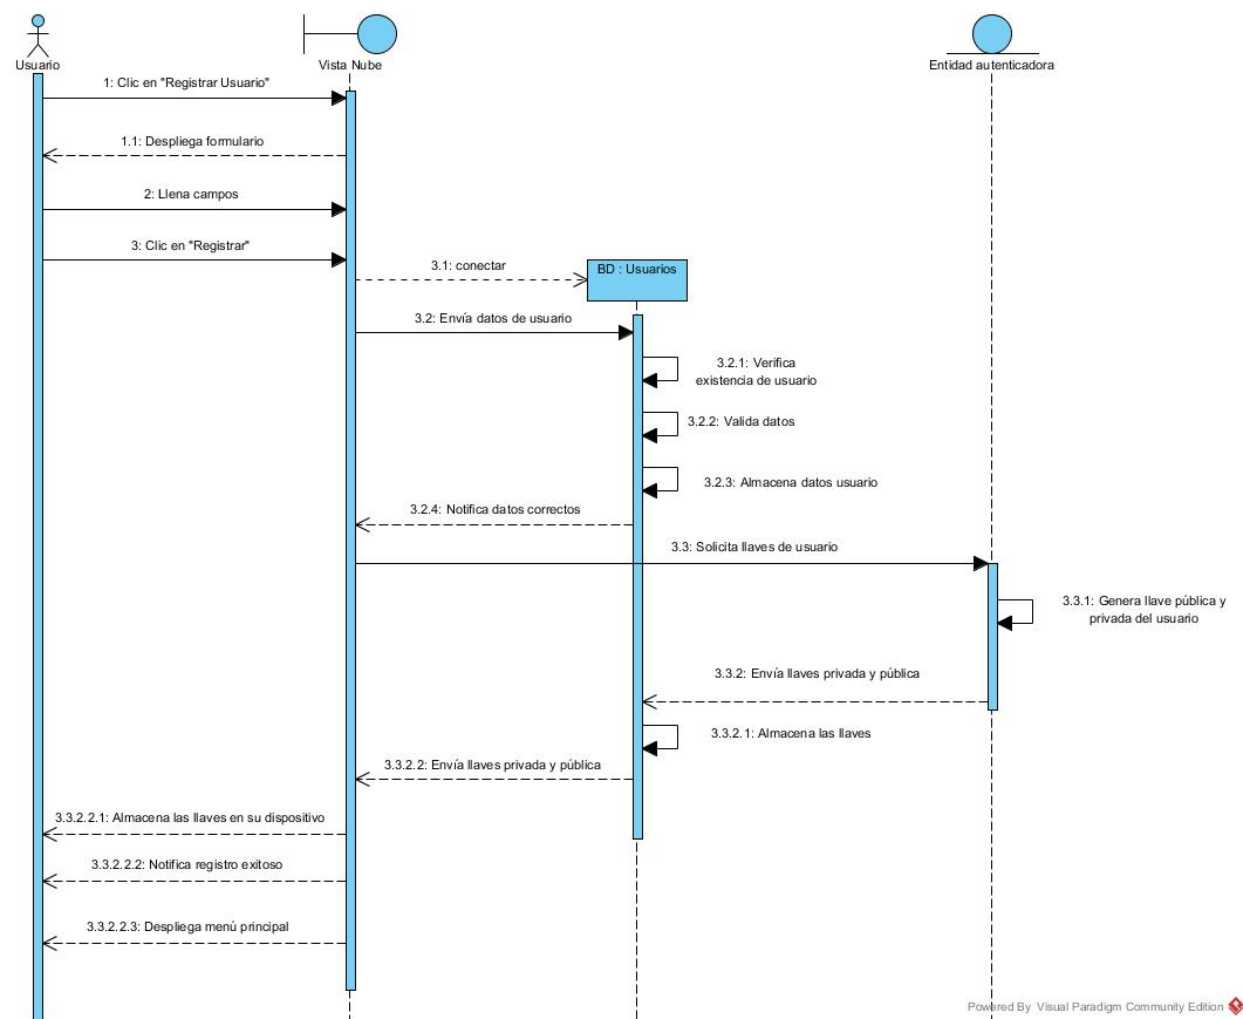 Usuario
Vista Nube
Entidad autenticadora
1: Clic en "Registrar Usuario"
1.1: Despliega formulario
2: Llena campos
3: Clic en "Registrar"
3.1: conectar
BD : Usuarios
3.2: Envía datos de usuario
3.2.1: Verifica
existencia de usuario
3.2.2: Valida datos
3.2.3: Almacena datos usuario
3.2.4: Notifica datos correctos
3.3: Solicita llaves de usuario
3.3.1: Genera llave pública y
privada del usuario
3.3.2: Envía llaves privada y pública
3.3.2.1: Almacena las llaves
3.3.2.2: Envía llaves privada y pública
3.3.2.2.1: Almacena las llaves en su dispositivo
3.3.2.2.2: Notifica registro exitoso
3.3.2.2.3: Despliega menú principal
Powered By Visual Paradigm Community Edition